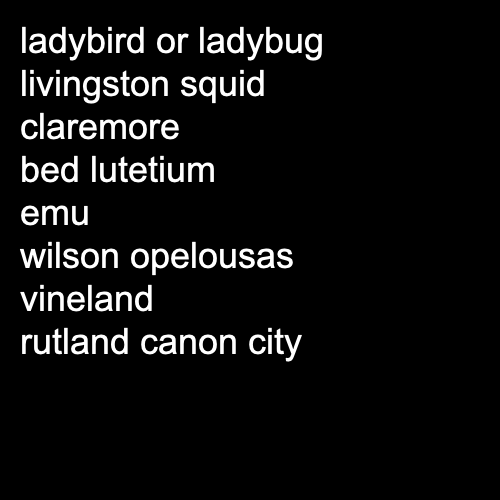 ladybird or ladybug
livingston squid
claremore
bed lutetium
emu
wilson opelousas
vineland
rutland canon city